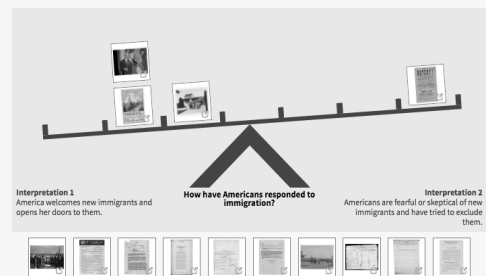 Interpretation 1
America welcomes new immigrants and
opens her doors to them.
How have Americans responded to
immigration?
Interpretation 2
Americans are fearful or skeptical of new
immigrants and have tried to exclude
them.